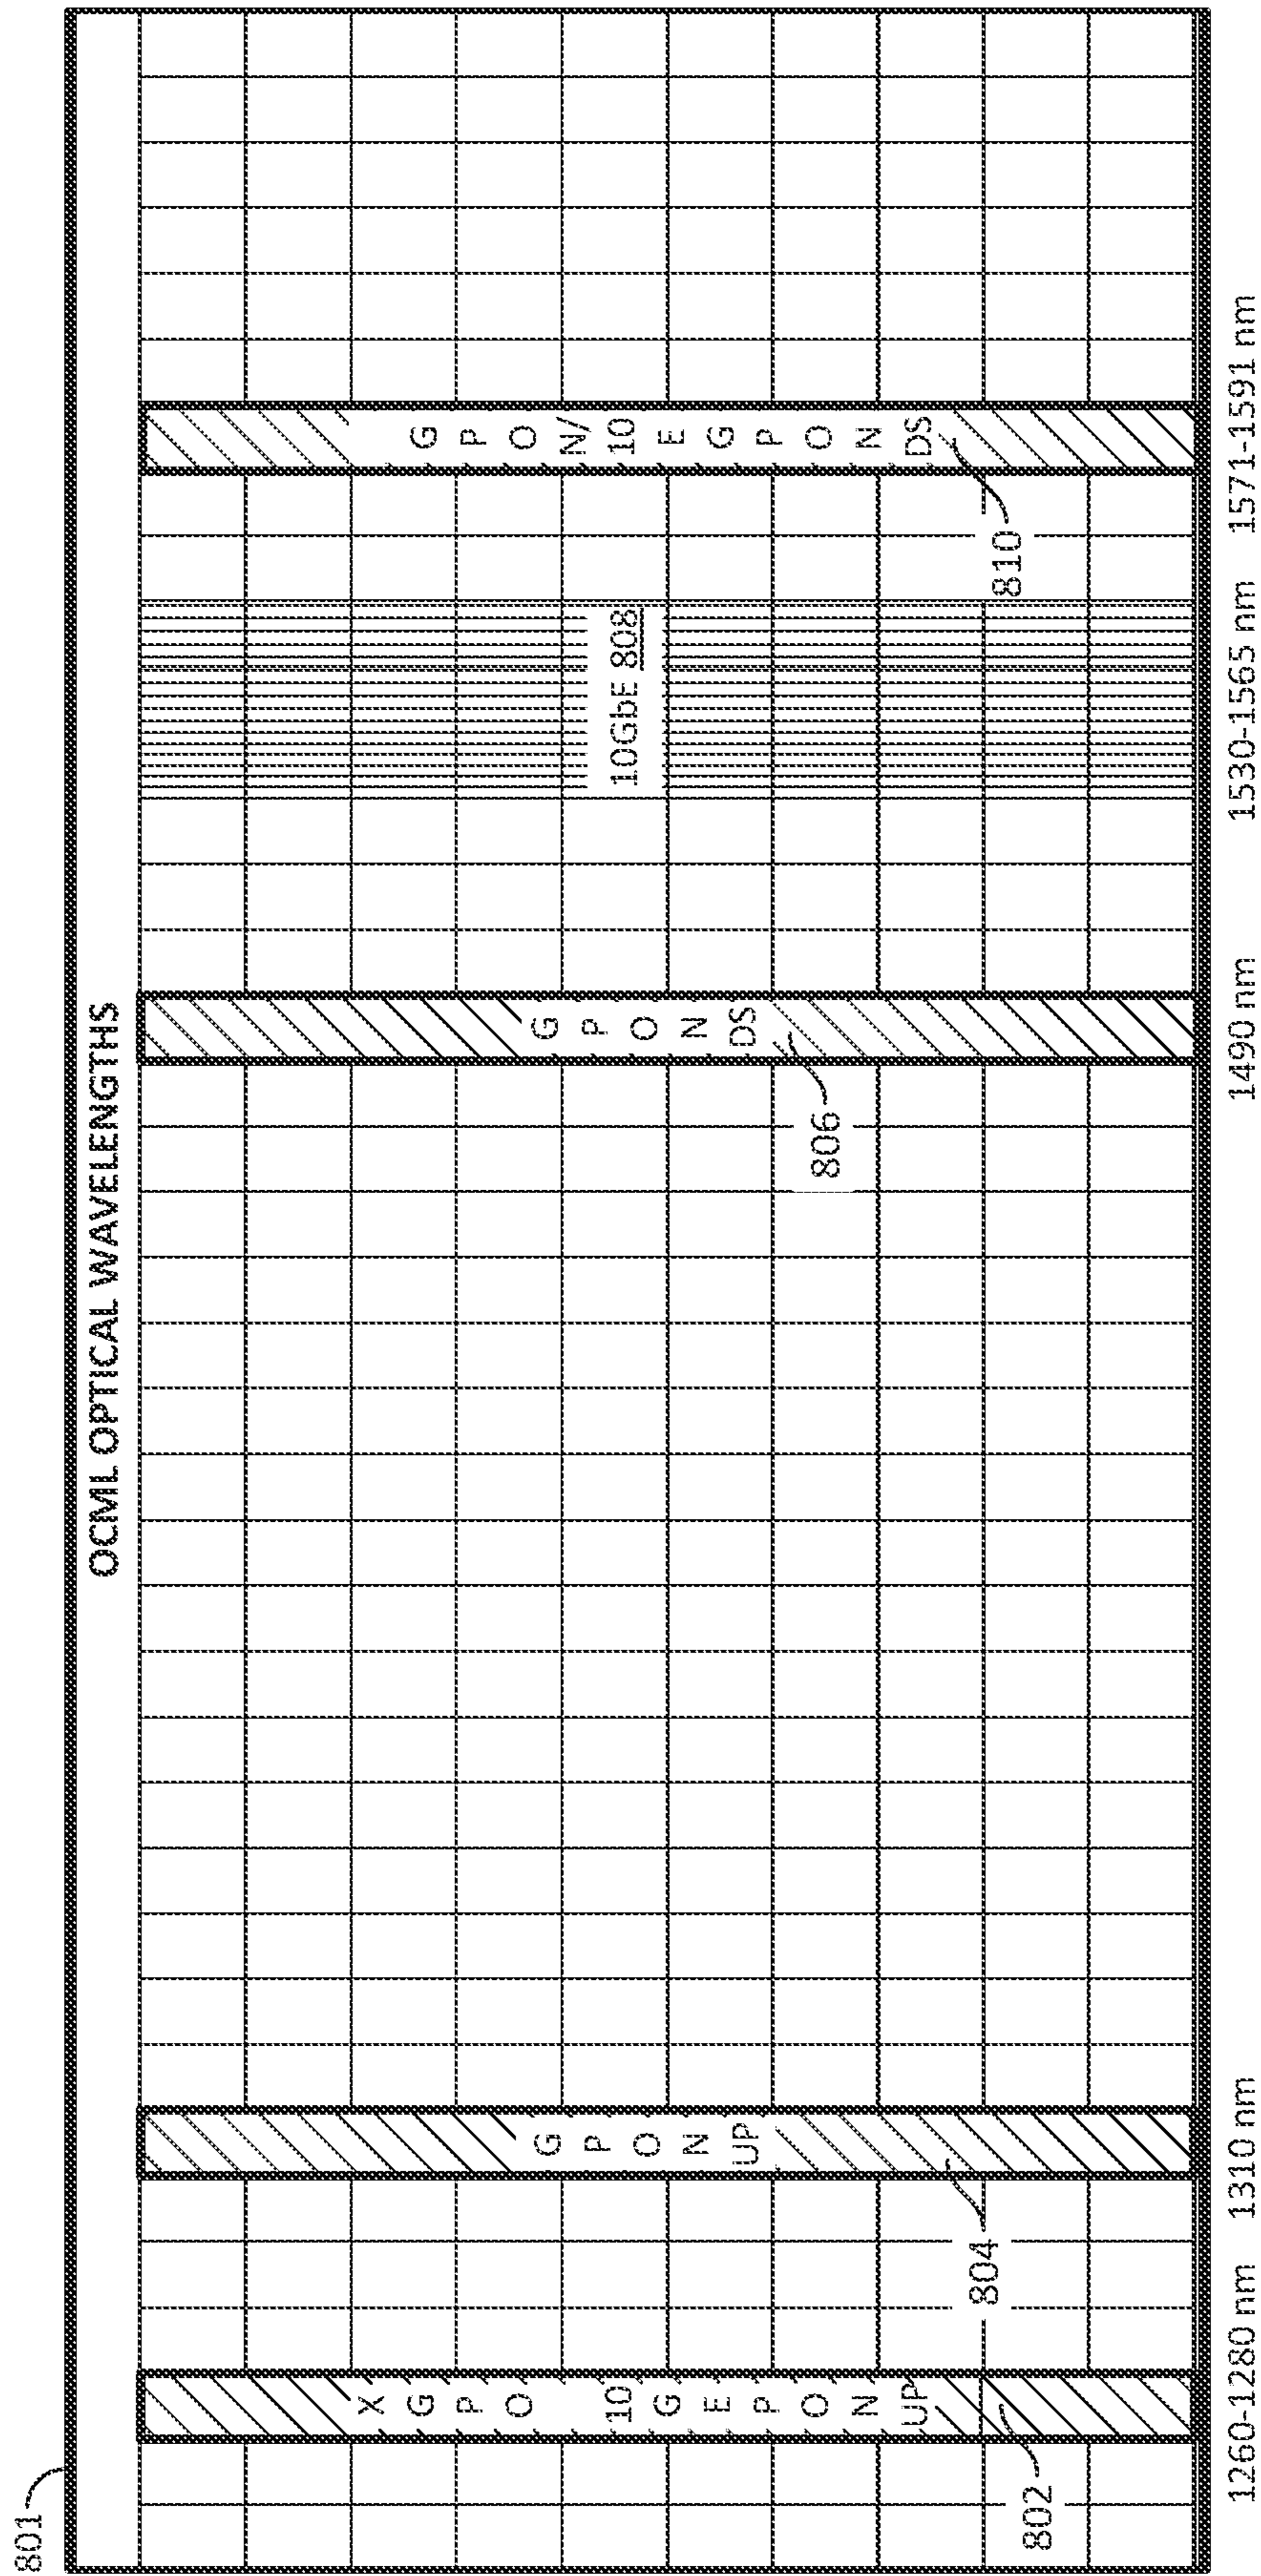 801
OCML OPTICAL WAVELENGTHS
X
G
P
O
10
G
E
P
O
N
UP
802
G
P
O
N
UP
804
G
P
O
N
DS
806
10GbE 808
G
P
O
N/
10
E
G
P
O
N
DS
810
1260-1280 nm 1310 nm 1490 nm 1530-1565 nm 1571-1591 nm